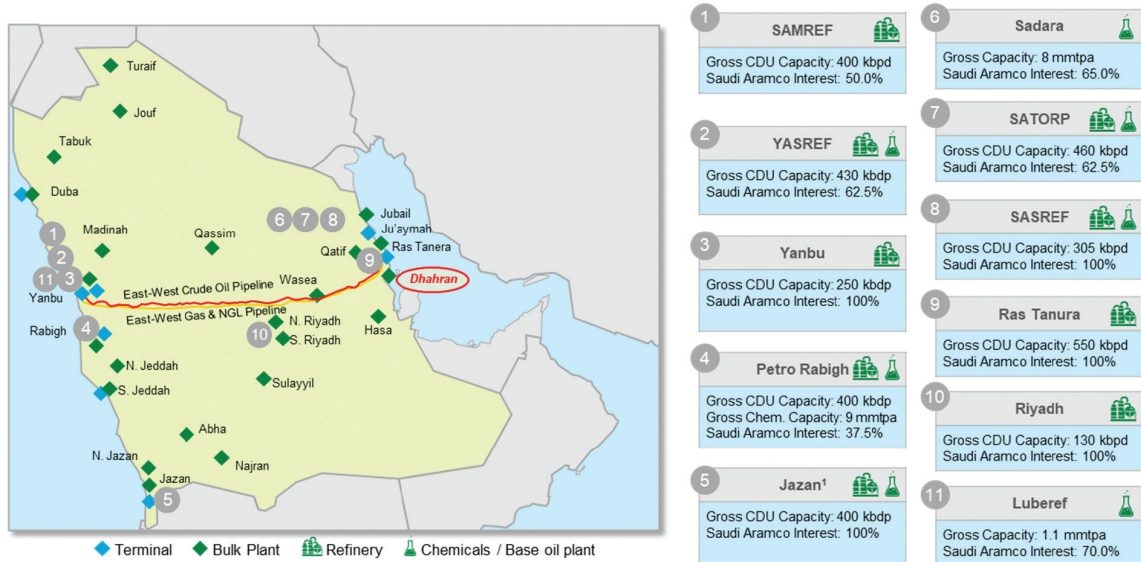 Turaif
Jouf
Tabuk
Duba
1
2
11
3
Madinah
Qassim
6
7
8
Jubail
Ju'aymah
Ras Tanera
Qatif
9
Dhahran
Yanbu
East-West Crude Oil Pipeline
Wasea
East-West Gas & NGL Pipeline
Rabigh
4
10
N. Riyadh
S. Riyadh
Hasa
N. Jeddah
S. Jeddah
Sulayyil
Abha
N. Jazan
Najran
Jazan
5
Terminal
Bulk Plant
Refinery
Chemicals / Base oil plant
1
SAMREF
Gross CDU Capacity: 400 kbpd
Saudi Aramco Interest: 50.0%
2
YASREF
Gross CDU Capacity: 430 kbdp
Saudi Aramco Interest: 62.5%
3
Yanbu
Gross CDU Capacity: 250 kbdp
Saudi Aramco Interest: 100%
4
Petro Rabigh
Gross CDU Capacity: 400 kbdp
Gross Chem. Capacity: 9 mmtpa
Saudi Aramco Interest: 37.5%
5
Jazan¹
Gross CDU Capacity: 400 kbdp
Saudi Aramco Interest: 100%
6
Sadara
Gross Capacity: 8 mmtpa
Saudi Aramco Interest: 65.0%
7
SATORP
Gross CDU Capacity: 460 kbpd
Saudi Aramco Interest: 62.5%
8
SASREF
Gross CDU Capacity: 305 kbpd
Saudi Aramco Interest: 100%
9
Ras Tanura
Gross CDU Capacity: 550 kbpd
Saudi Aramco Interest: 100%
10
Riyadh
Gross CDU Capacity: 130 kbpd
Saudi Aramco Interest: 100%
11
Luberef
Gross Capacity: 1.1 mmtpa
Saudi Aramco Interest: 70.0%